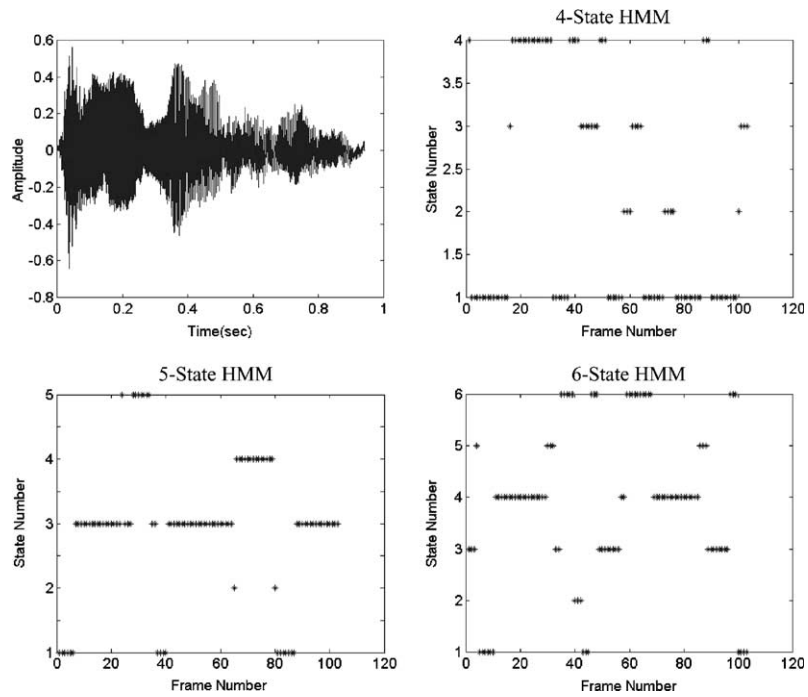 4-State HMM
0.6
0.4
0.2
0
-0.2
-0.4
-0.6
-0.8
Amplitude
0 0.2 0.4 0.6 0.8 1
Time(sec)
4
3.5
3
2.5
2
1.5
1
State Number
0 20 40 60 80 100 120
Frame Number
5-State HMM
5
4
3
2
1
State Number
0 20 40 60 80 100 120
Frame Number
6-State HMM
6
5
4
3
2
1
State Number
0 20 40 60 80 100 120
Frame Number